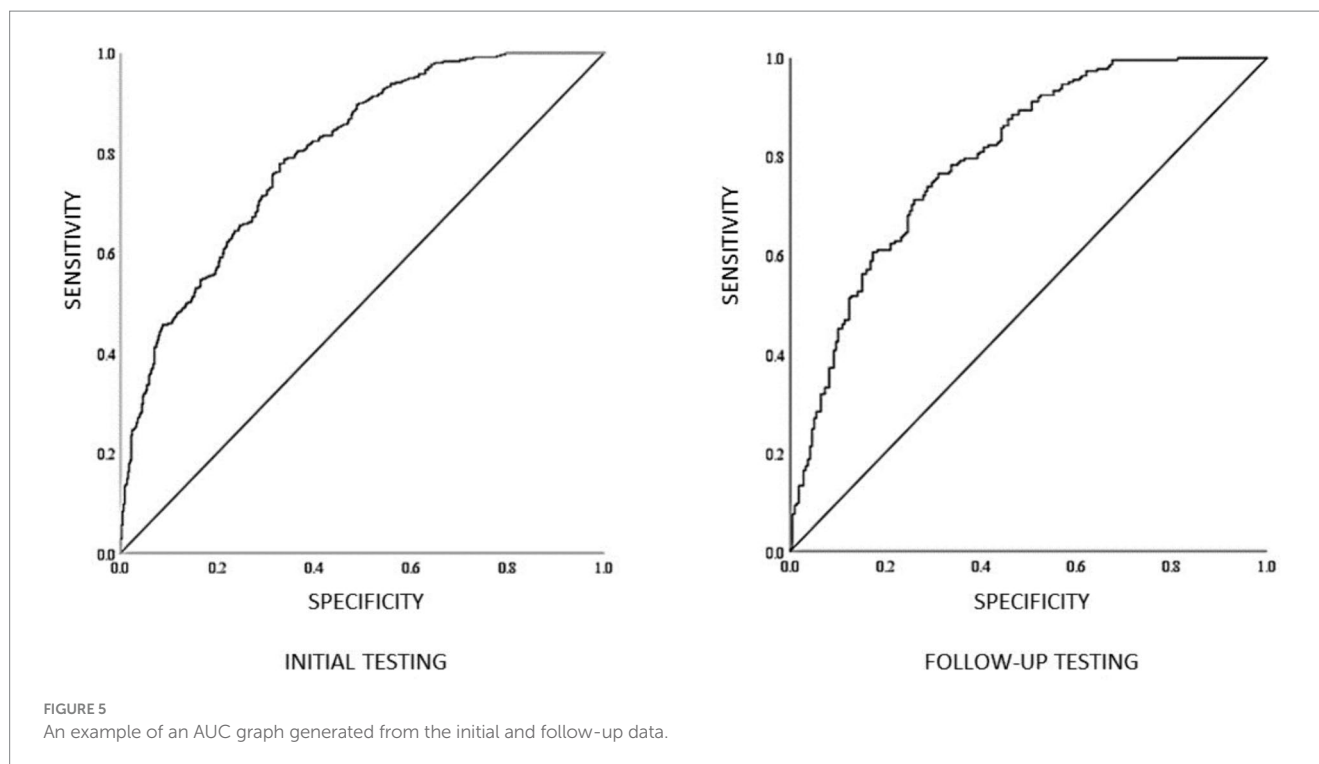 1.0
0.8
0.6
0.4
0.2
0.0
SENSITIVITY
0.0 0.2 0.4 0.6 0.8 1.0
SPECIFICITY
INITIAL TESTING
1.0
0.8
0.6
0.4
0.2
0.0
SENSITIVITY
0.0 0.2 0.4 0.6 0.8 1.0
SPECIFICITY
FOLLOW-UP TESTING
FIGURE 5
An example of an AUC graph generated from the initial and follow-up data.